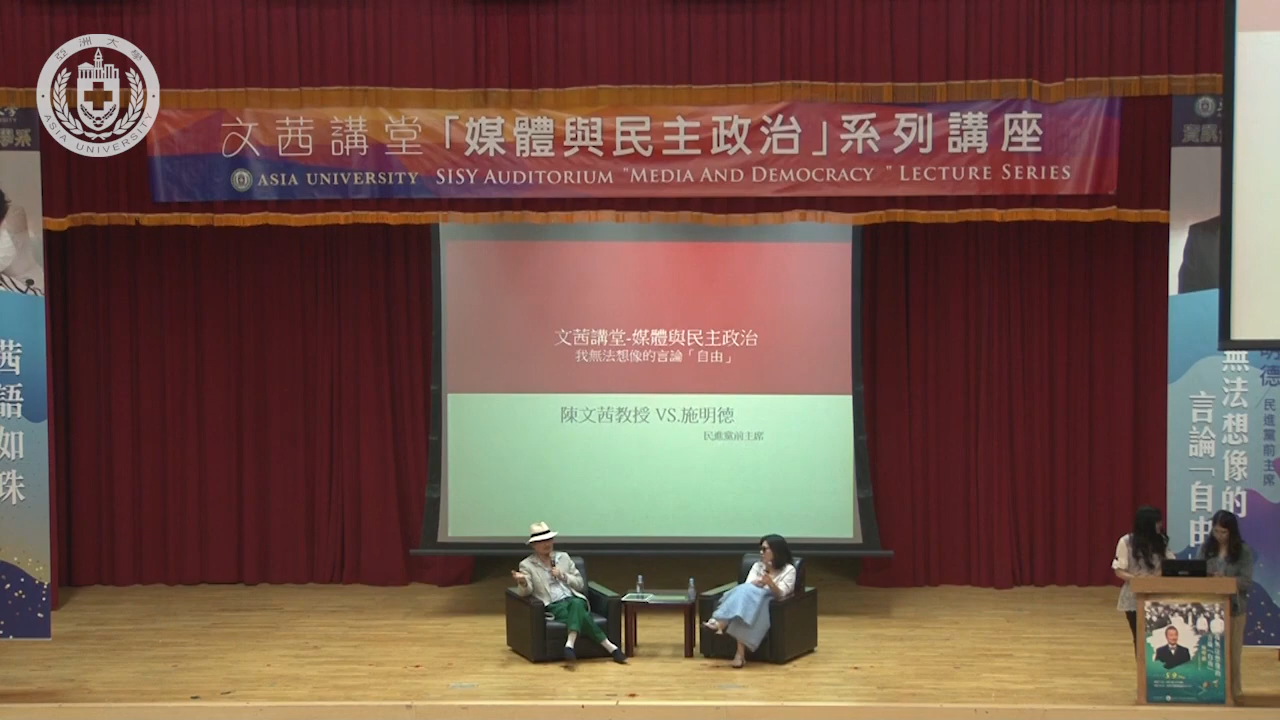 亞洲大學
ASIA UNIVERSITY
文茜講堂「媒體與民主政治」系列講座
ASIA UNIVERSITY SISY AUDITORIUM "MEDIA AND DEMOCRACY " LECTURE SERIES
文茜講堂-媒體與民主政治
我無法想像的言論「自由」
陳文茜教授 VS.施明德
民進黨前主席
茜語如珠
明德 民進黨前主席
無法想像的
言論「自由